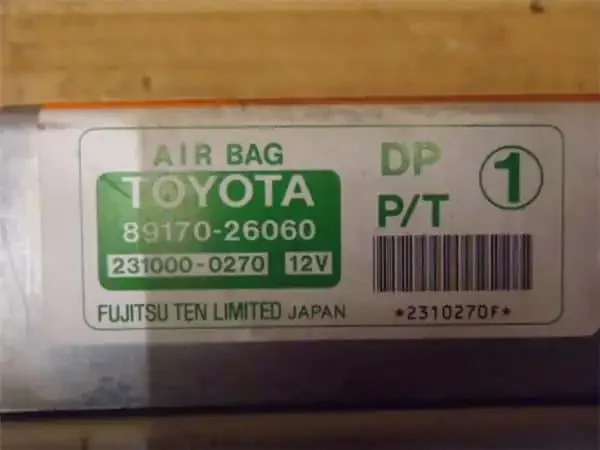 AIR BAG
TOYOTA
89170-26060
231000-0270 12V
FUJITSU TEN LIMITED JAPAN
DP
P/T
1
*2310270F*